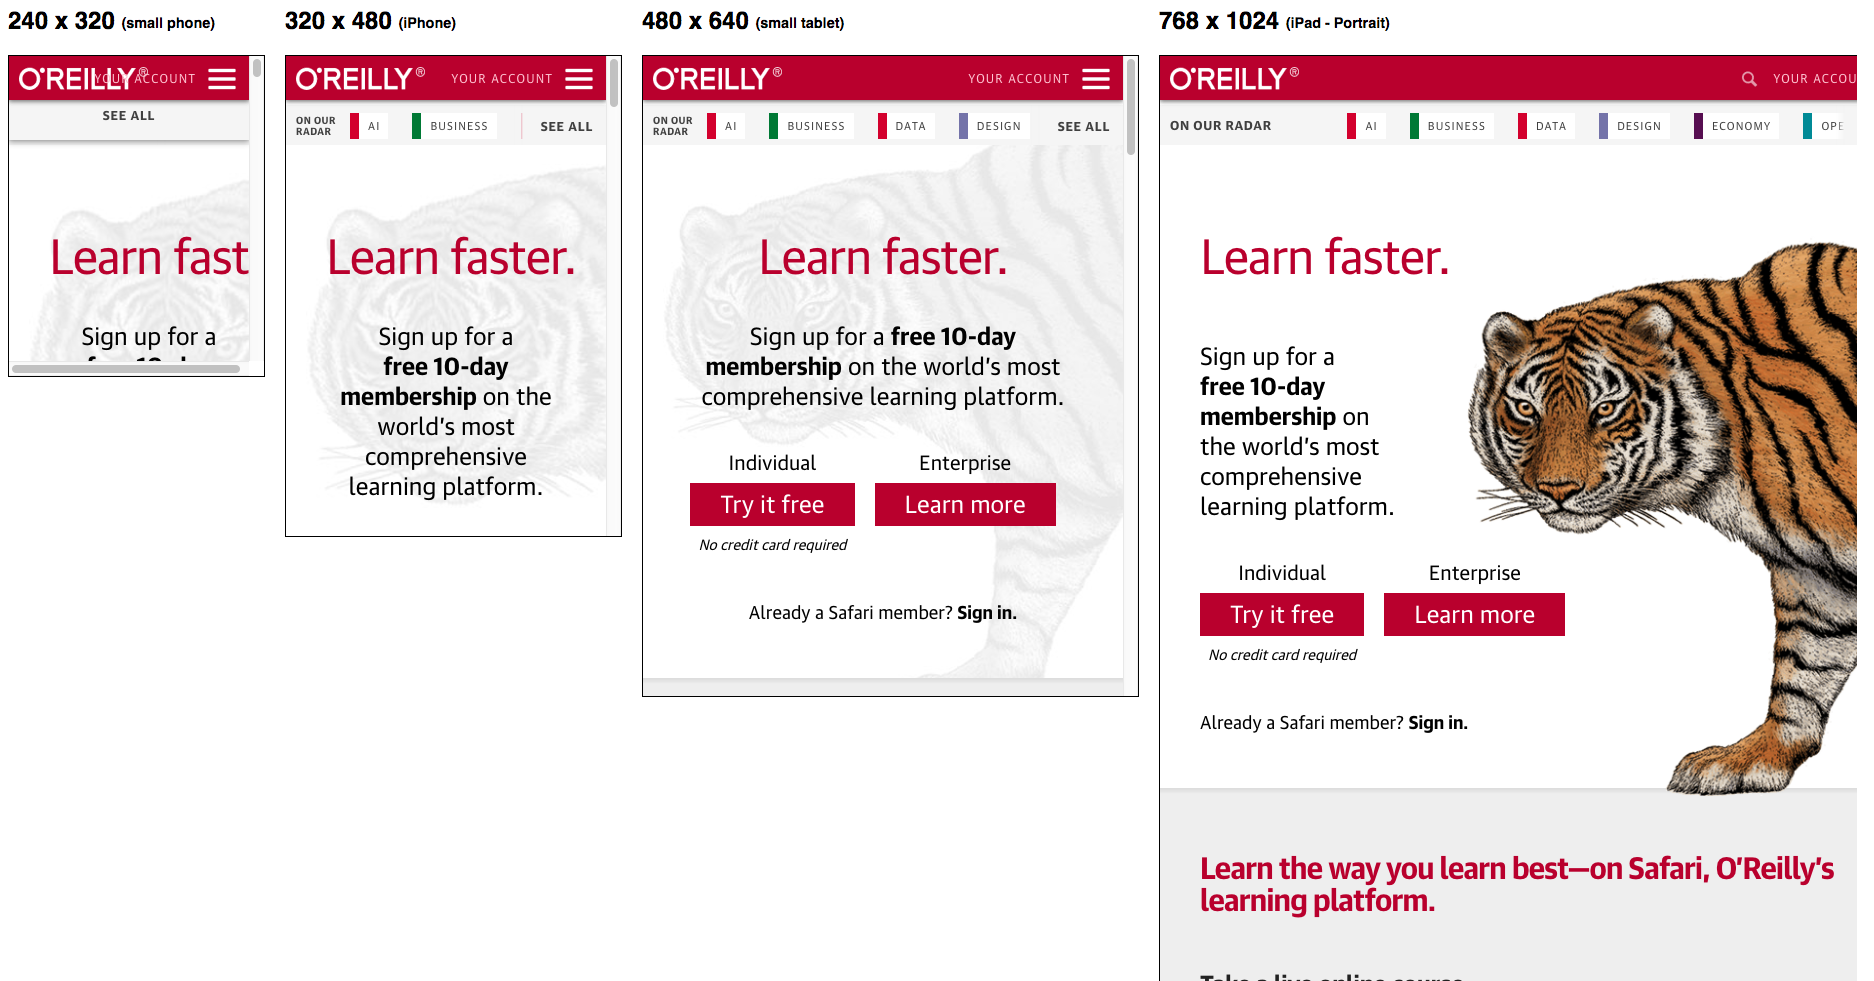 240 x 320 (small phone)
O'REILLY®
YOUR ACCOUNT
SEE ALL
Learn fast
Sign up for a
free 10-day
320 x 480 (iPhone)
O'REILLY®
YOUR ACCOUNT
ON OUR
RADAR
AI
BUSINESS
SEE ALL
Learn faster.
Sign up for a
free 10-day
membership on the
world's most
comprehensive
learning platform.
480 x 640 (small tablet)
O'REILLY®
YOUR ACCOUNT
ON OUR
RADAR
AI
BUSINESS
DATA
DESIGN
SEE ALL
Learn faster.
Sign up for a free 10-day
membership on the world's most
comprehensive learning platform.
Individual
Enterprise
Try it free
Learn more
No credit card required
Already a Safari member? Sign in.
768 x 1024 (iPad - Portrait)
O'REILLY®
YOUR ACCOU
ON OUR RADAR
AI
BUSINESS
DATA
DESIGN
ECONOMY
OPE
Learn faster.
Sign up for a
free 10-day
membership on
the world's most
comprehensive
learning platform.
Individual
Enterprise
Try it free
Learn more
No credit card required
Already a Safari member? Sign in.
Learn the way you learn best—on Safari, O'Reilly's
learning platform.
Take a live online course